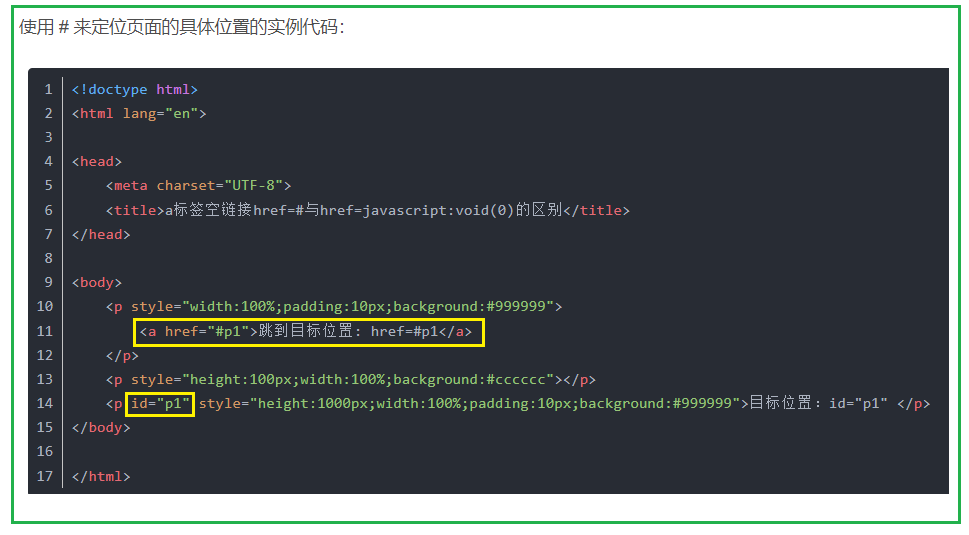 使用 # 来定位页面的具体位置的实例代码：
1 <!doctype html>
2 <html lang="en">
3
4 <head>
5     <meta charset="UTF-8">
6     <title>a标签空链接href=#与href=javascript:void(0)的区别</title>
7 </head>
8
9 <body>
10     <p style="width:100%;padding:10px;background:#999999">
11         <a href="#p1">跳到目标位置: href=#p1</a>
12     </p>
13     <p style="height:100px;width:100%;background:#cccccc"></p>
14     <p id="p1" style="height:1000px;width:100%;padding:10px;background:#999999">目标位置：id="p1" </p>
15 </body>
16
17 </html>